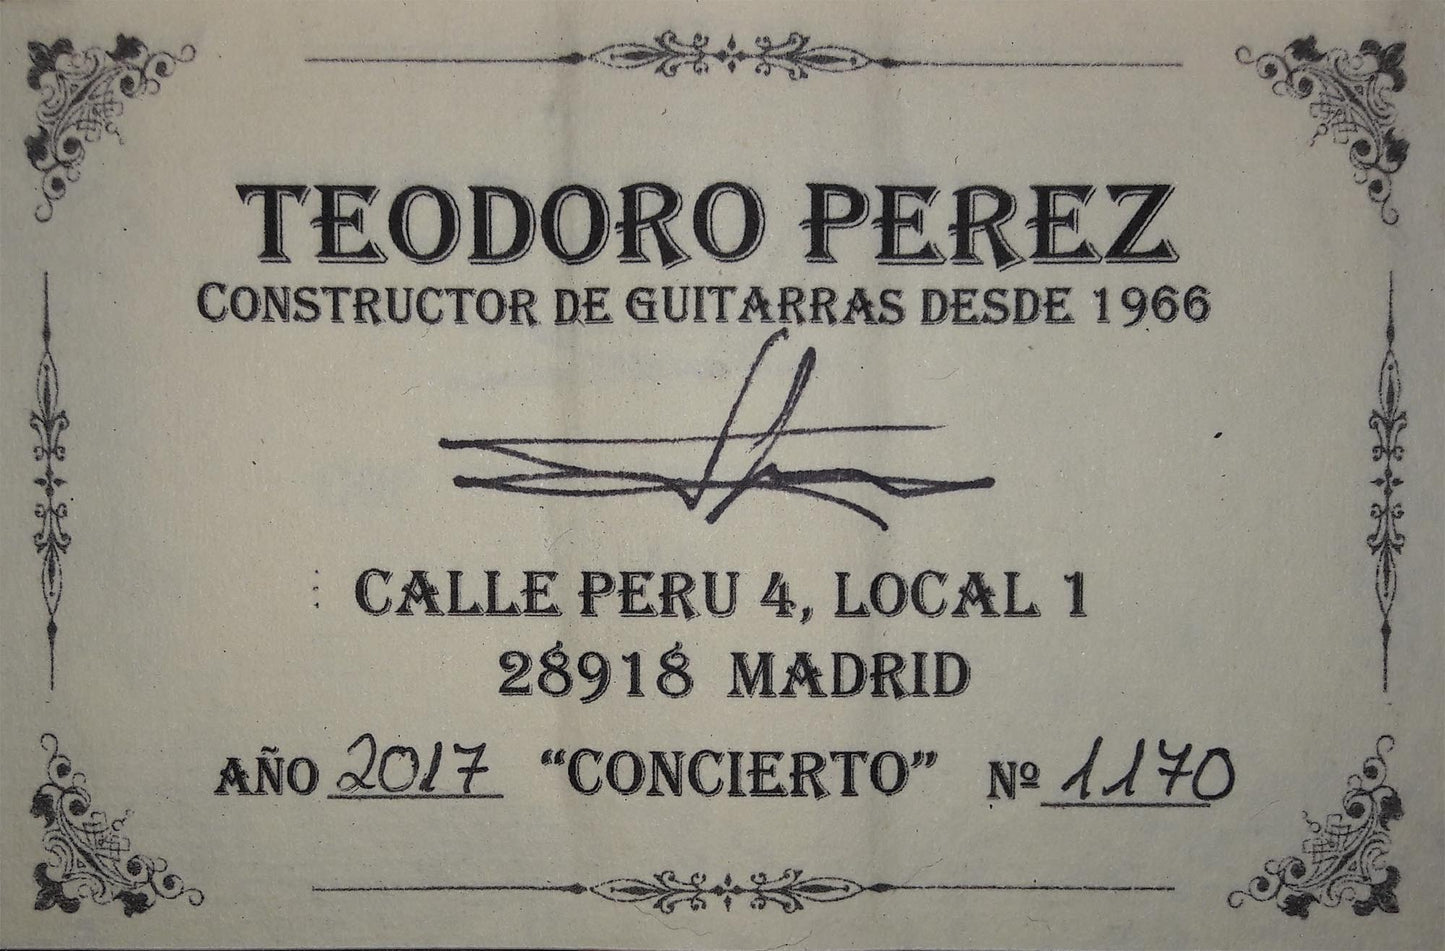 TEODORO PEREZ
CONSTRUCTOR DE GUITARRAS DESDE 1966
CALLE PERU 4, LOCAL 1
28918 MADRID
AÑO 2017 “CONCIERTO” Nº 1170